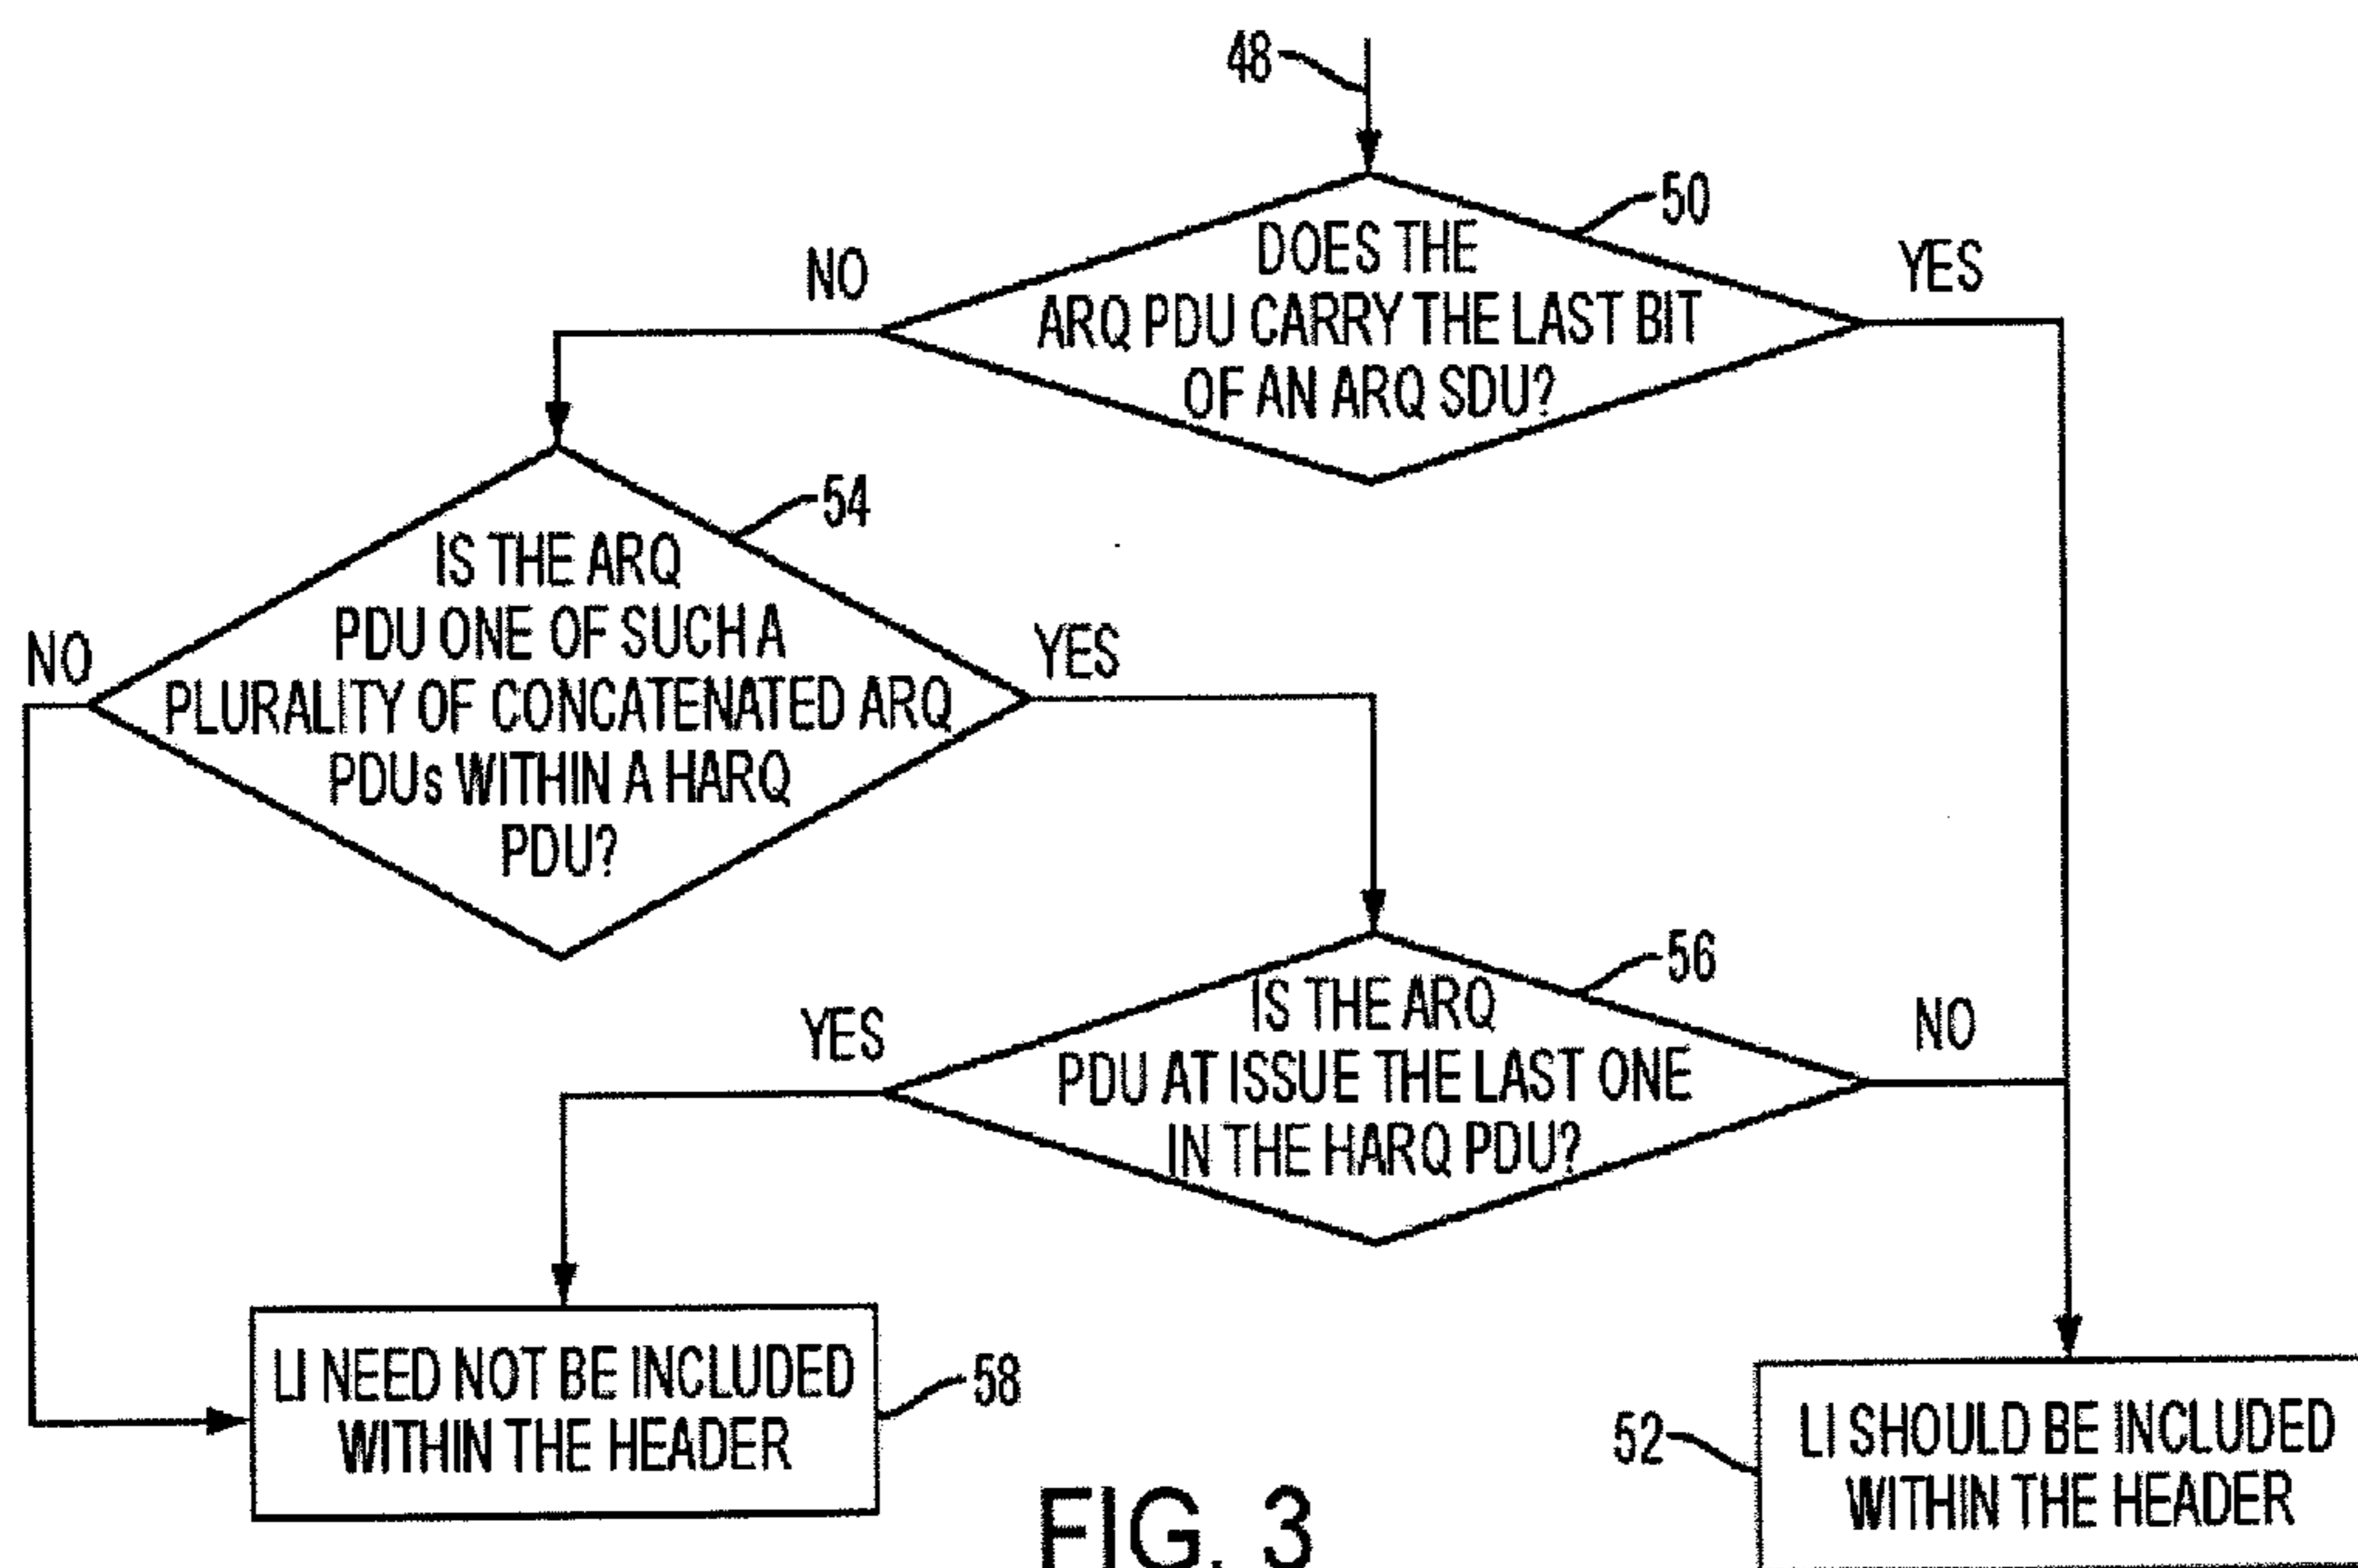 48
50
DOES THE
ARQ PDU CARRY THE LAST BIT
OF AN ARQ SDU?
NO
YES
54
IS THE ARQ
PDU ONE OF SUCH A
PLURALITY OF CONCATENATED ARQ
PDUs WITHIN A HARQ
PDU?
NO
YES
56
IS THE ARQ
PDU AT ISSUE THE LAST ONE
IN THE HARQ PDU?
YES
NO
LI NEED NOT BE INCLUDED
WITHIN THE HEADER
58
52
LI SHOULD BE INCLUDED
WITHIN THE HEADER
FIG. 3